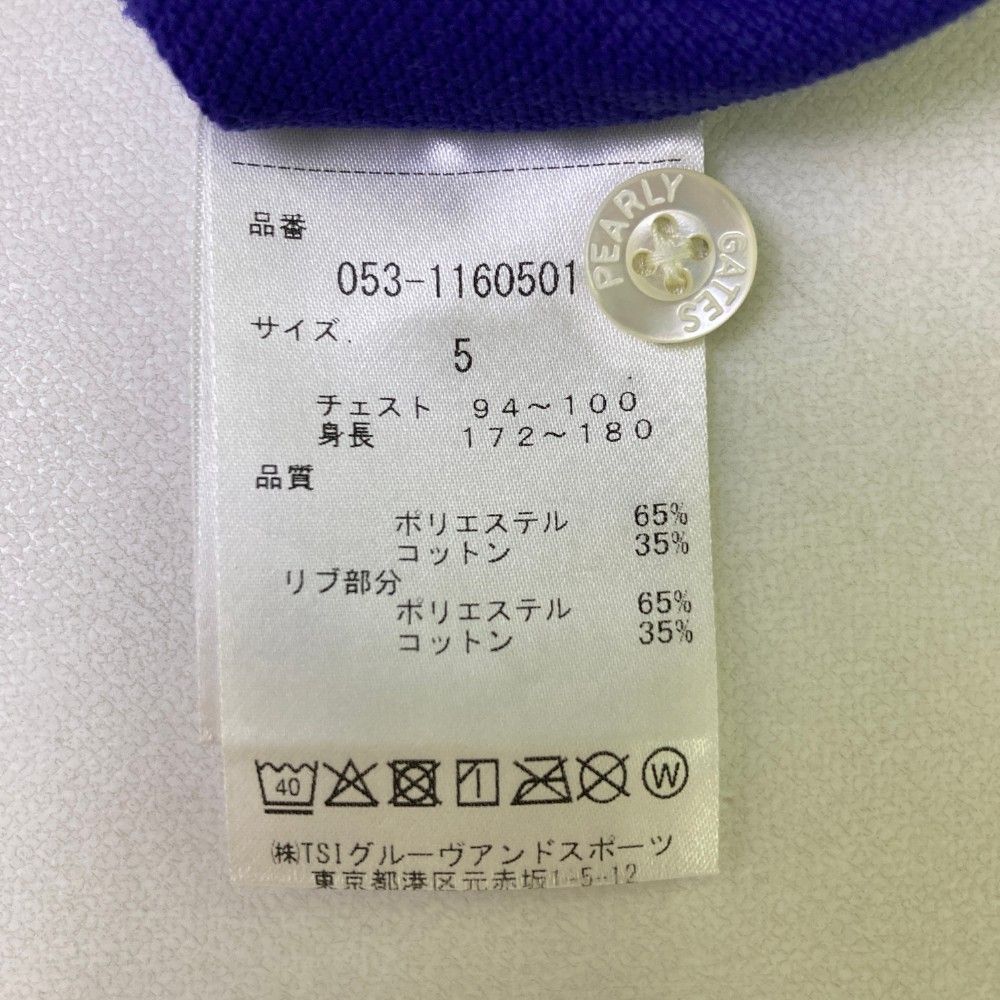 品番
053-1160501
PEARLY GATES
サイズ
5
チェスト 94～100
身長 172～180
品質
ポリエステル 65%
コットン 35%
リブ部分
ポリエステル 65%
コットン 35%
40
W
㈱TSIグルーヴアンドスポーツ
東京都港区元赤坂1-5-12